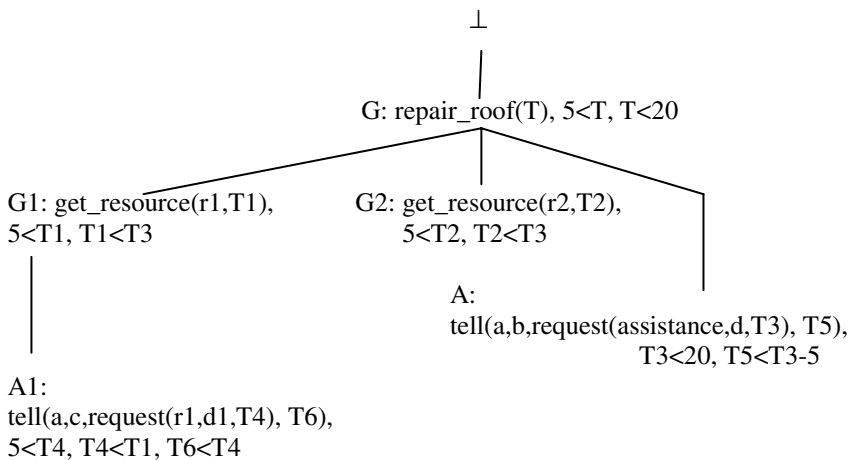 ⊥
G: repair_roof(T), 5<T, T<20
G1: get_resource(r1,T1),
5<T1, T1<T3
G2: get_resource(r2,T2),
5<T2, T2<T3
A:
tell(a,b,request(assistance,d,T3), T5),
T3<20, T5<T3-5
A1:
tell(a,c,request(r1,d1,T4), T6),
5<T4, T4<T1, T6<T4